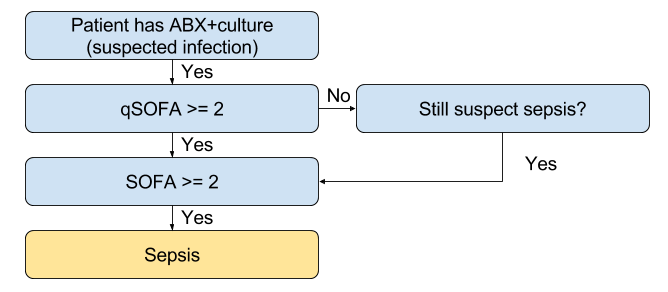 Patient has ABX+culture
(suspected infection)
Yes
qSOFA >= 2
No
Still suspect sepsis?
Yes
Yes
SOFA >= 2
Yes
Sepsis